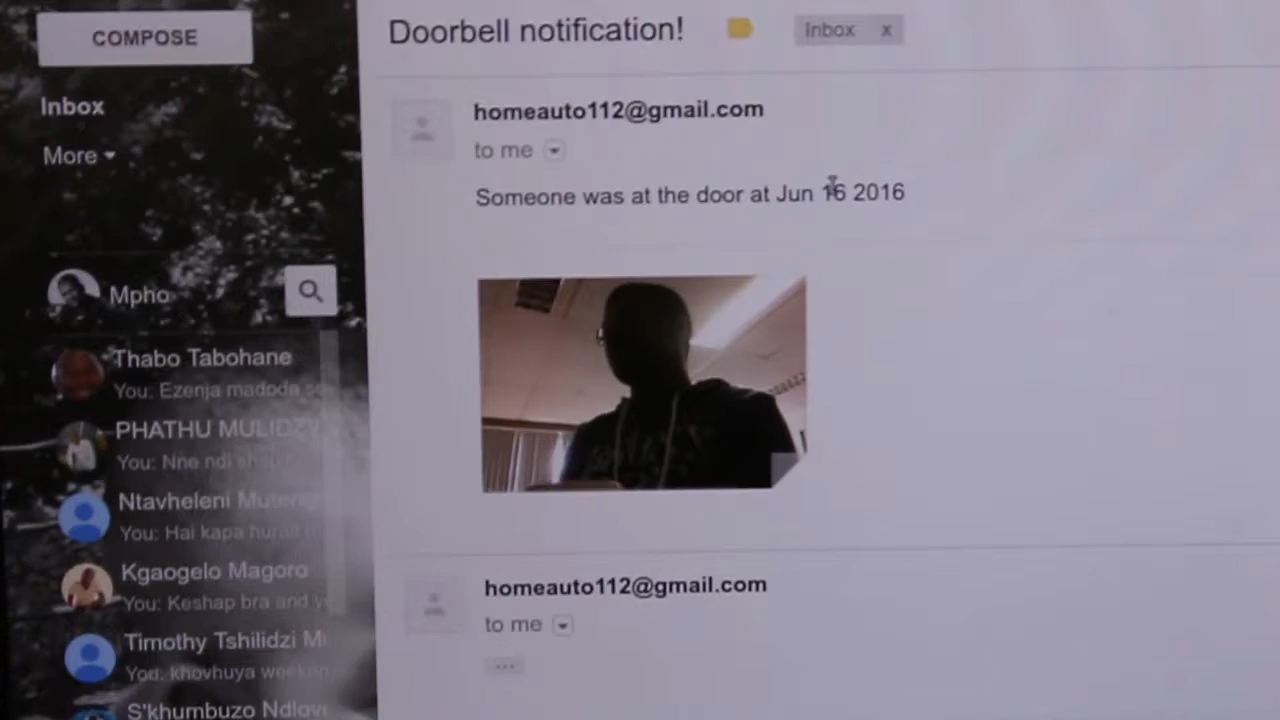 COMPOSE
Inbox
More
Mpho
Thabo Tabohane
You: Ezenja madoda
PHATHU MULIDZV
You: Nne ndi
Ntavheleni
You: Hai kapa
Kgaogelo Magoro
You: Keshap bra and
Timothy Tshilidzi
You: khovhuya
S'khumbuzo Ndlovu
Doorbell notification!
Inbox x
homeauto112@gmail.com
to me
Someone was at the door at Jun 16 2016
homeauto112@gmail.com
to me
...